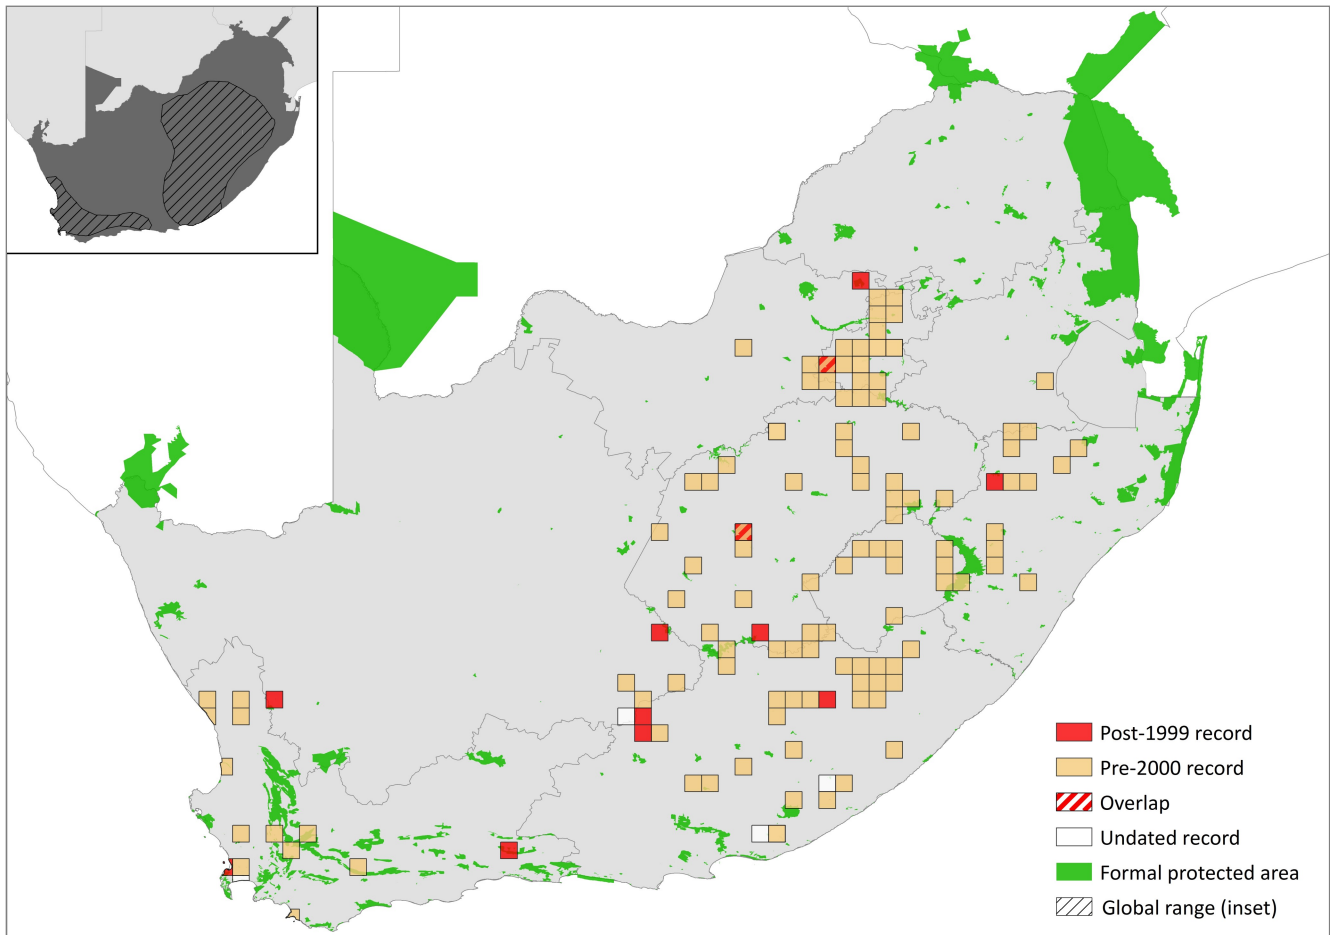 Post-1999 record
Pre-2000 record
Overlap
Undated record
Formal protected area
Global range (inset)